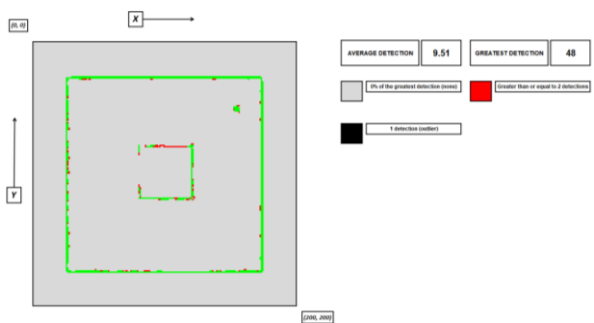 X
(0, 0)
AVERAGE DETECTION 9.51 GREATEST DETECTION 48
0% of the greatest detection (none) Greater than or equal to 2 detections
1 detection (outlier)
Y
(200, 200)